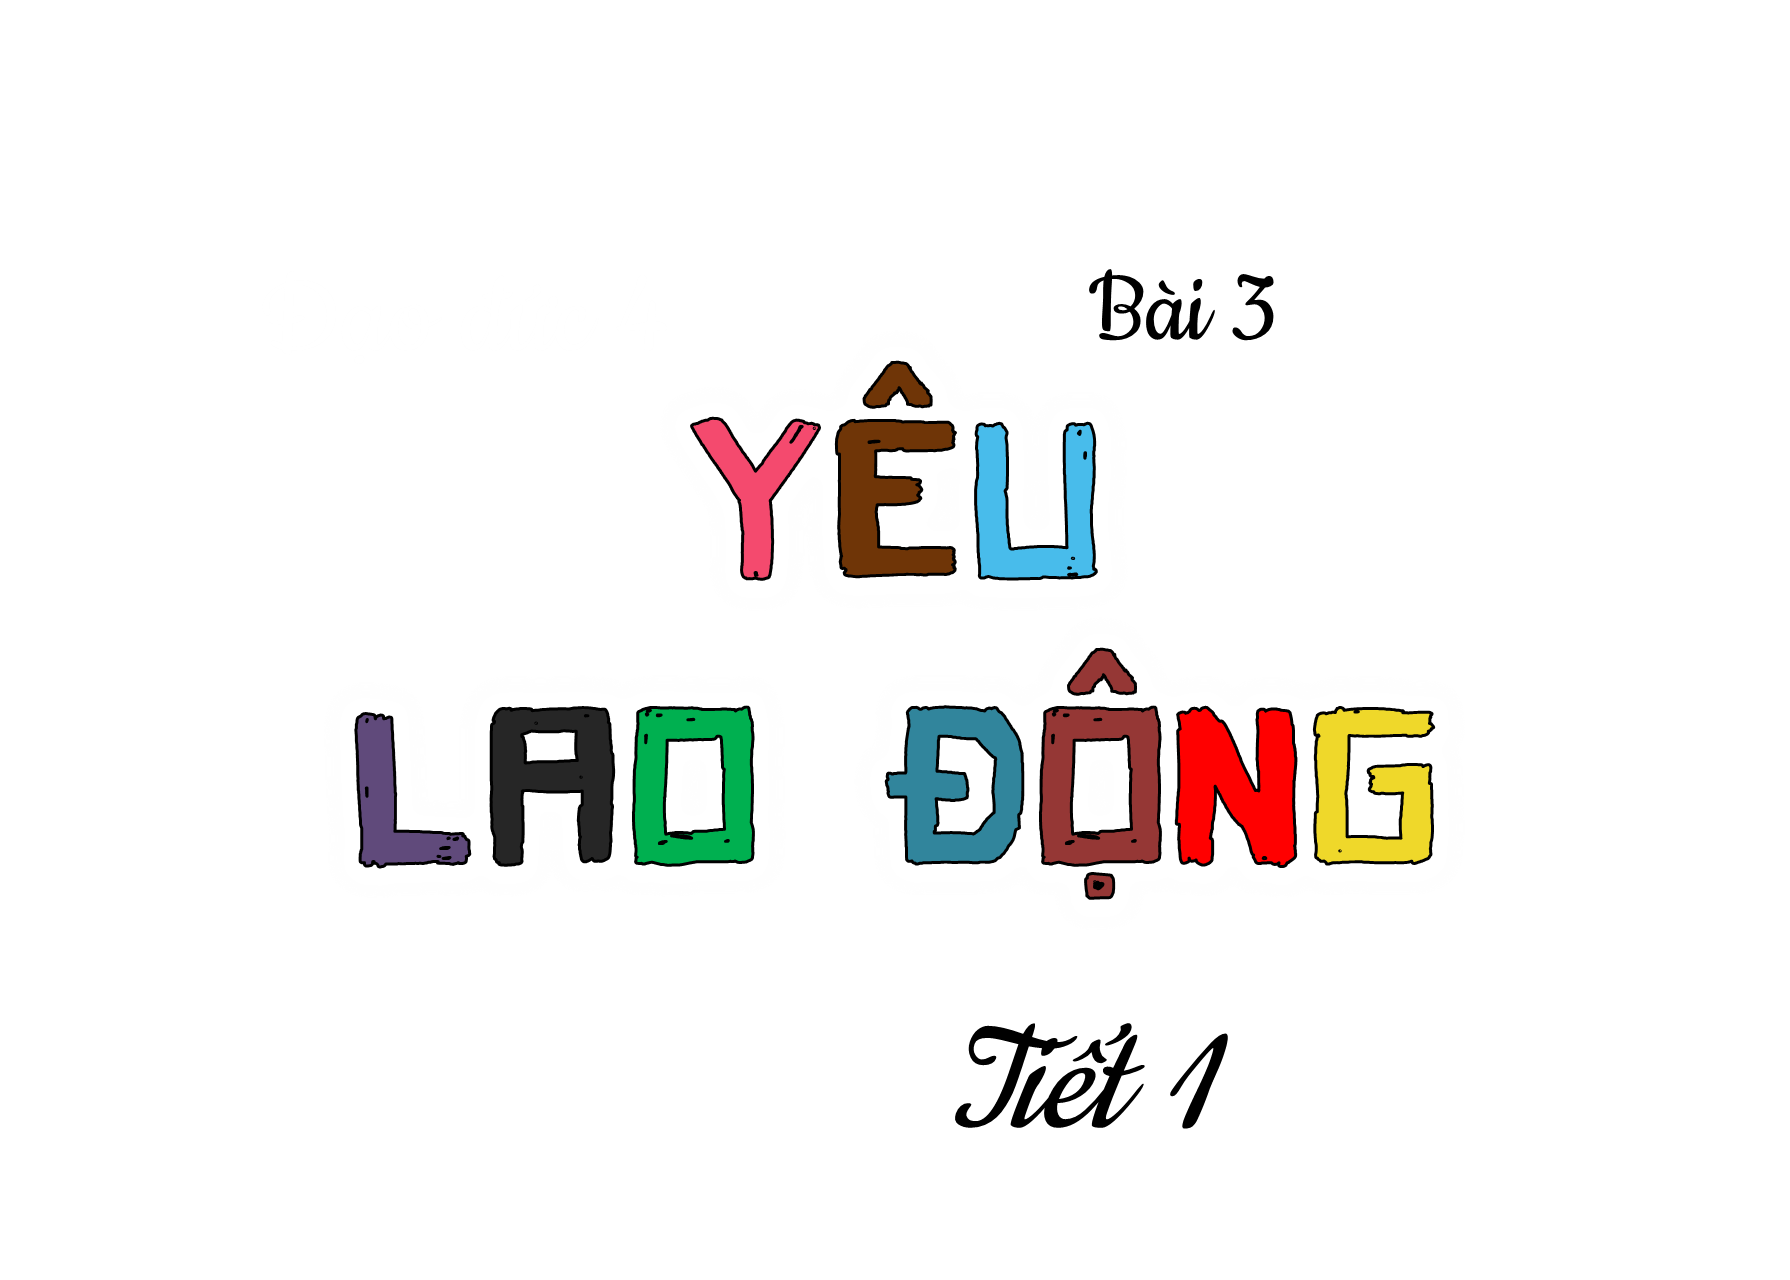 Bài 3
YÊU
LAO ĐỘNG
Tiết 1